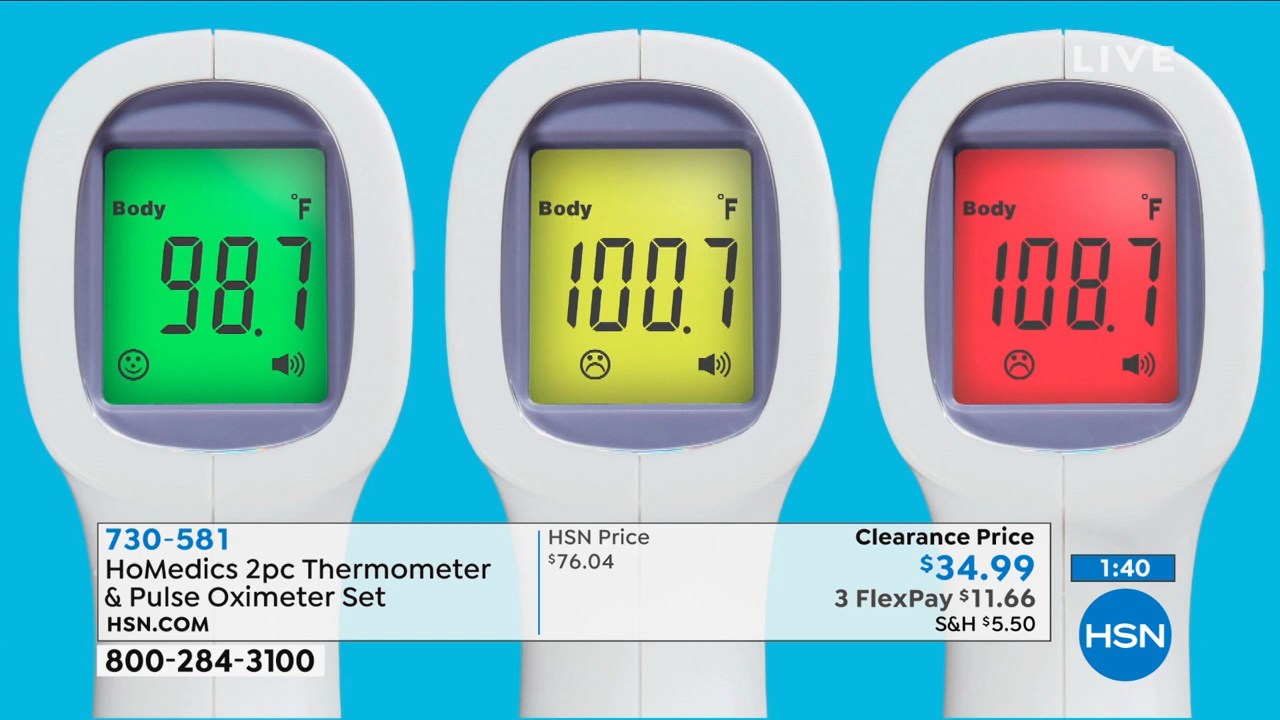 LIVE
Body °F
98.7
Body °F
100.7
Body °F
108.7
730-581
HoMedics 2pc Thermometer
& Pulse Oximeter Set
HSN.COM
800-284-3100
HSN Price
$76.04
Clearance Price
$34.99
3 FlexPay $11.66
S&H $5.50
1:40
HSN